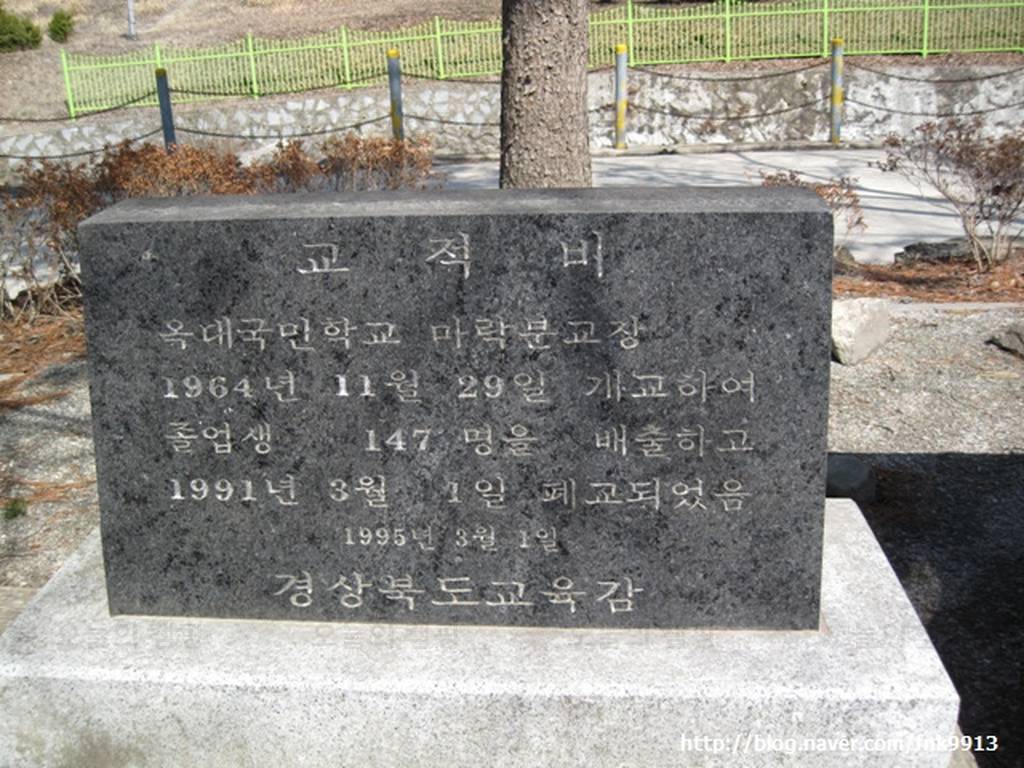 교 적 비
옥대국민학교 마락분교장
1964년 11월 29일 개교하여
졸업생 147 명을 배출하고
1991년 3월 1일 폐교되었음
1995년 3월 1일
경상북도교육감
http://blog.naver.com/fnk9913